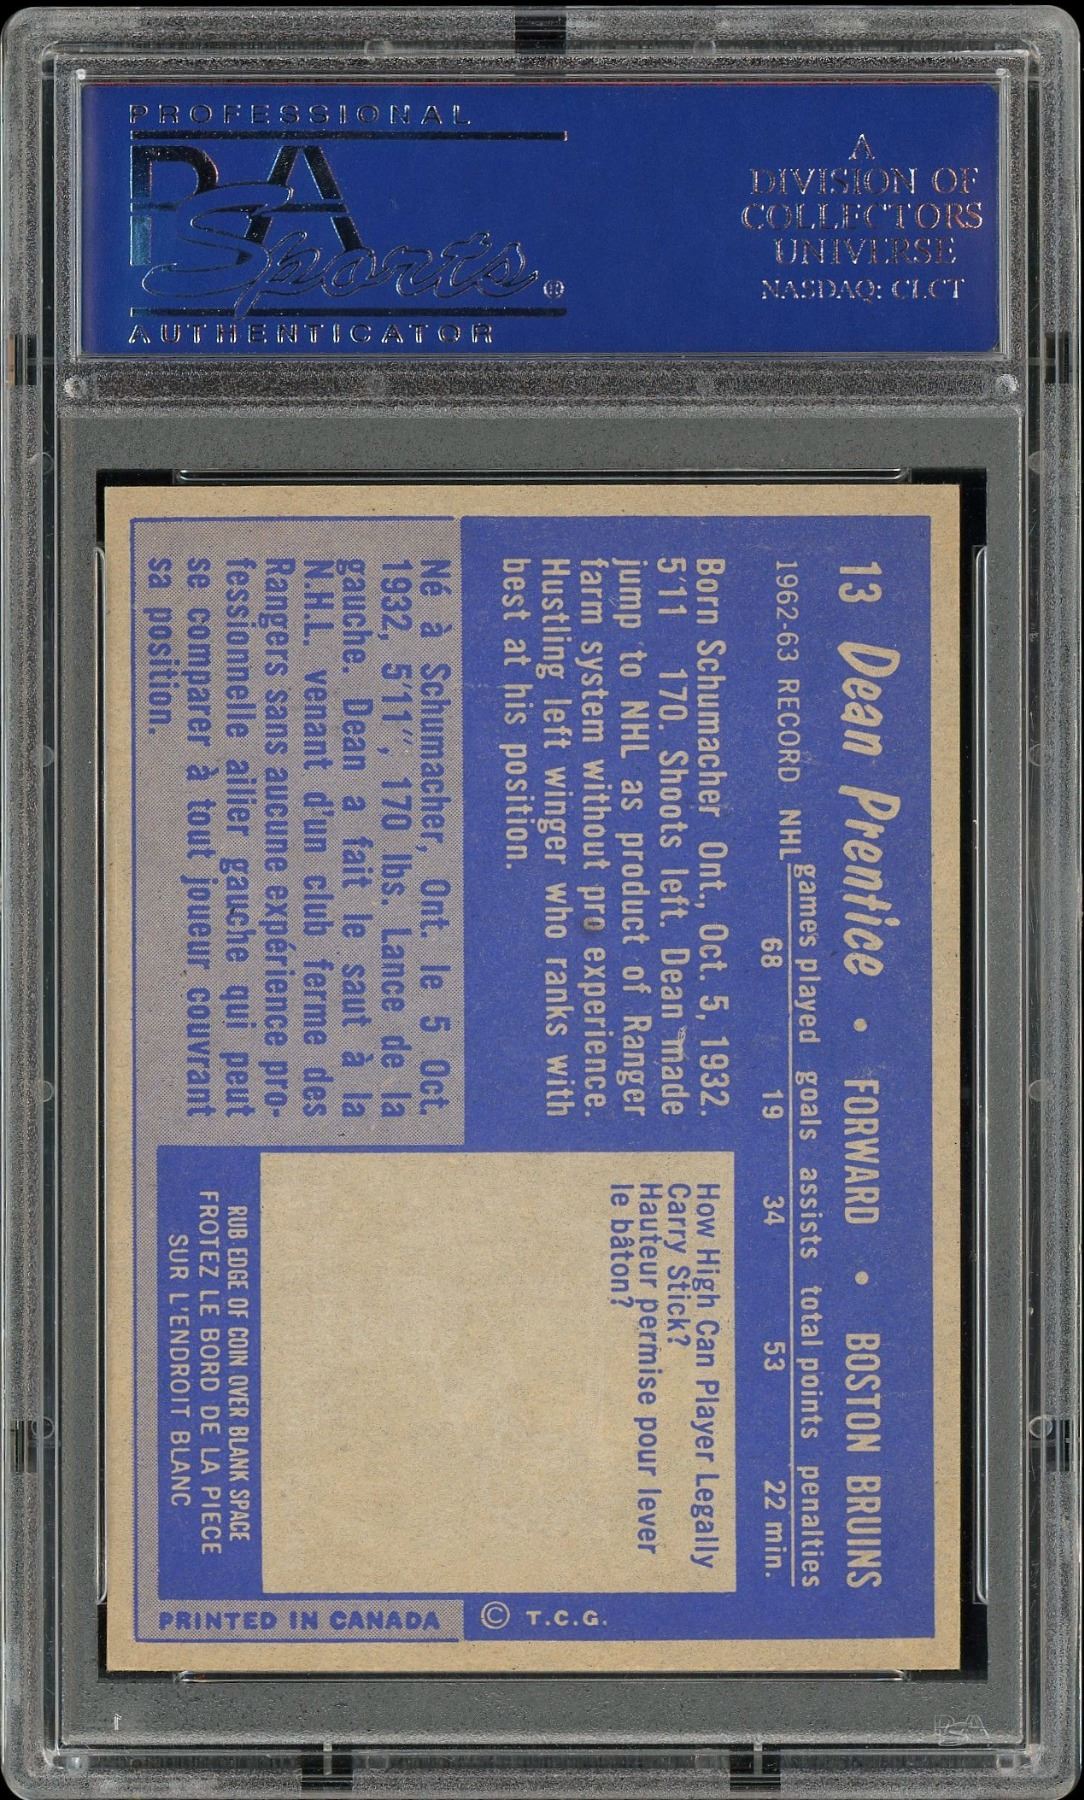 PROFESSIONAL
PSA
Sports®
AUTHENTICATOR
A
DIVISION OF
COLLECTORS
UNIVERSE
NASDAQ: CLCT
13 Dean Prentice • FORWARD • BOSTON BRUINS
games played goals assists total points penalties
1962-63 RECORD NHL 68 19 34 53 22 min.
Born Schumacher, Ont., Oct. 5, 1932.
5'11 170. Shoots left. Dean made
jump to NHL as product of Ranger
farm system without pro experience.
Hustling left winger who ranks with
best at his position.
Né à Schumacher, Ont. le 5 Oct.
1932, 5'11", 170 lbs. Lance de la
gauche. Dean a fait le saut à la
N.H.L. venant d'un club ferme des
Rangers sans aucune expérience pro-
fessionnelle ailier gauche qui peut
se comparer à tout joueur couvrant
sa position.
How High Can Player Legally
Carry Stick?
Hauteur permise pour lever
le bâton?
RUB EDGE OF COIN OVER BLANK SPACE
FROTEZ LE BORD DE LA PIECE
SUR L'ENDROIT BLANC
© T.C.G.
PRINTED IN CANADA
1
PSA